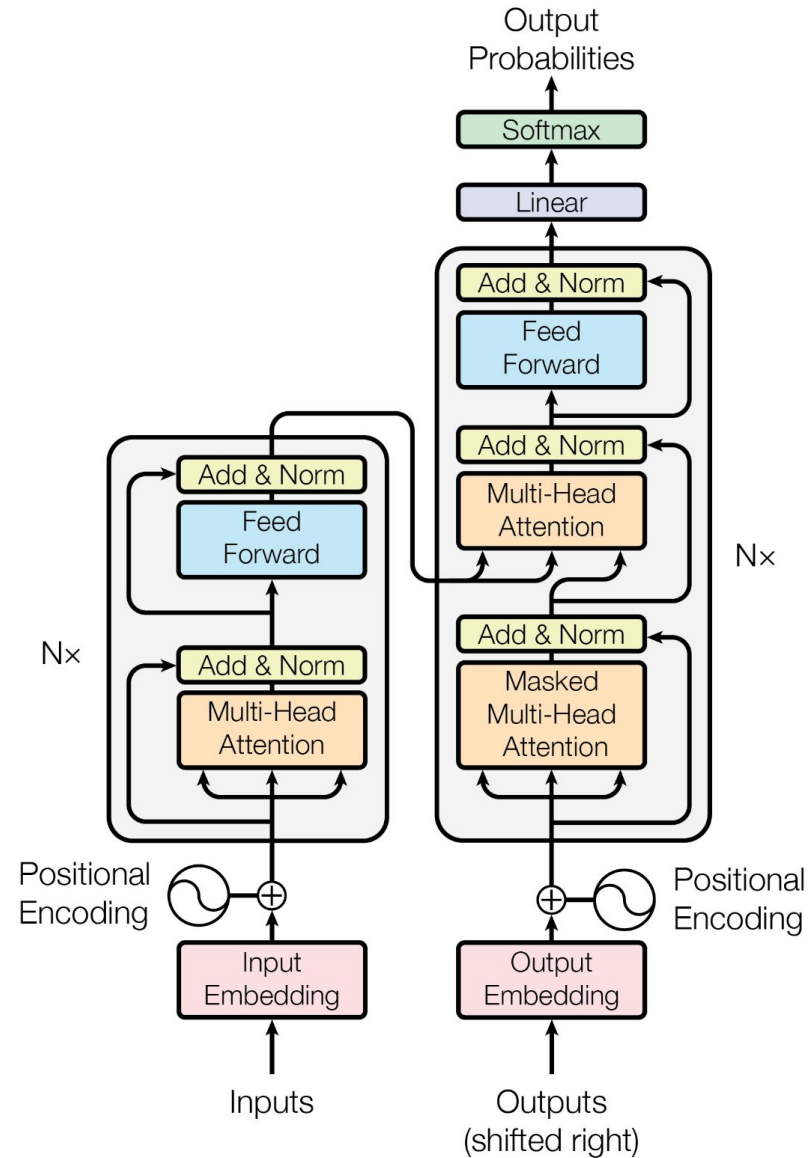 Output
Probabilities
Softmax
Linear
Add & Norm
Feed
Forward
Add & Norm
Multi-Head
Attention
Add & Norm
Masked
Multi-Head
Attention
N×
Add & Norm
Feed
Forward
Add & Norm
Multi-Head
Attention
N×
Positional
Encoding
Positional
Encoding
Input
Embedding
Output
Embedding
Inputs
Outputs
(shifted right)